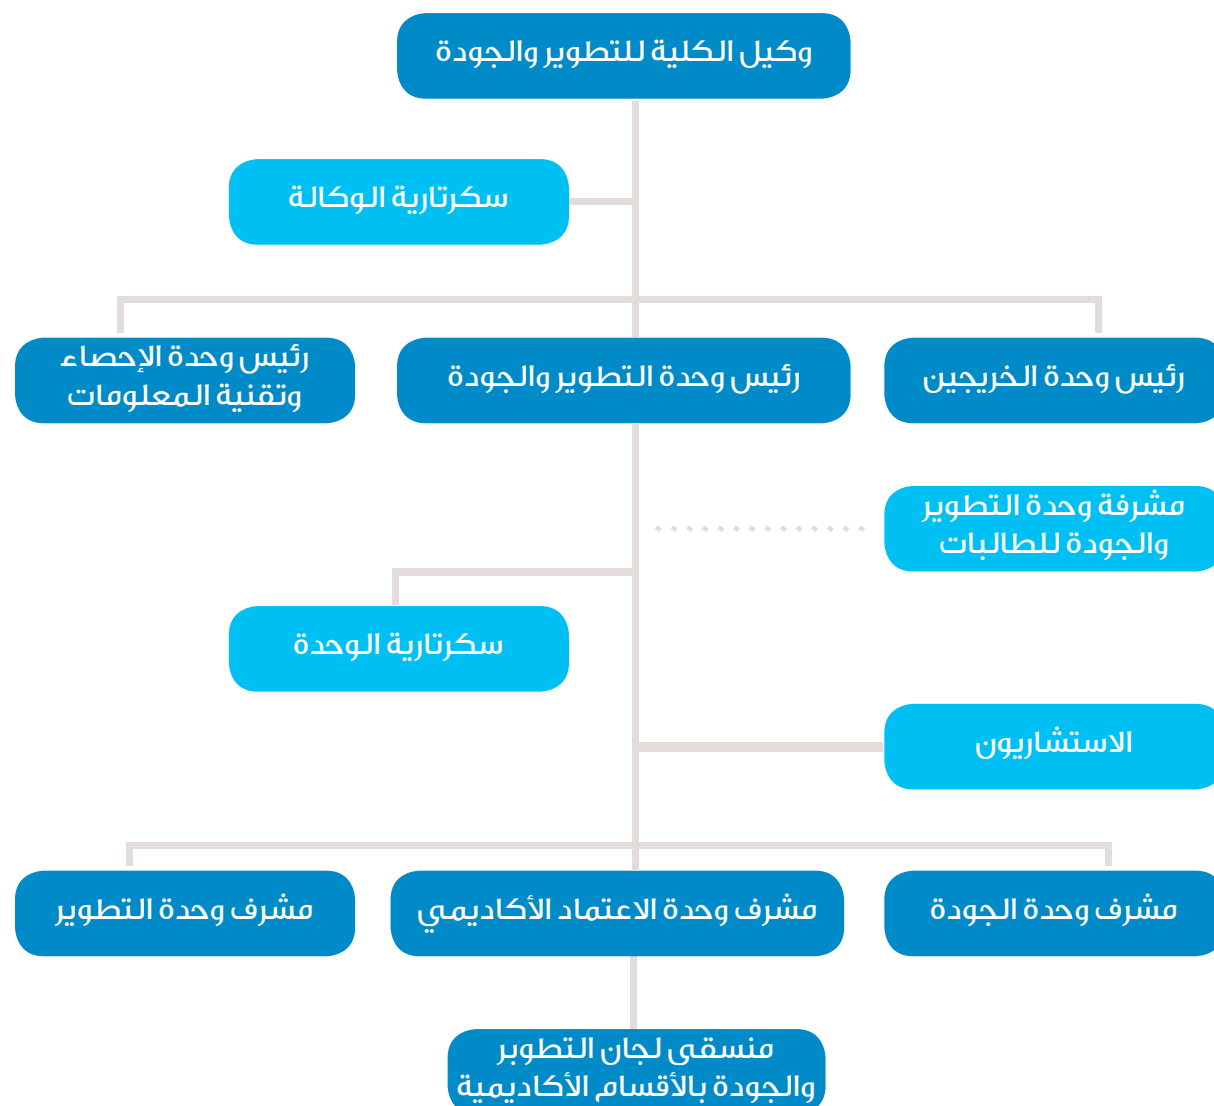 وكيل الكلية للتطوير والجودة
سكرتارية الوكالة
رئيس وحدة الخريجين
رئيس وحدة التطوير والجودة
رئيس وحدة الإحصاء
وتقنية المعلومات
مشرفة وحدة التطوير
والجودة للطالبات
سكرتارية الوحدة
الاستشاريون
مشرف وحدة الجودة
مشرف وحدة الاعتماد الأكاديمي
مشرف وحدة التطوير
منسقى لجان التطوبر
والجودة بالأقسام الأكاديمية